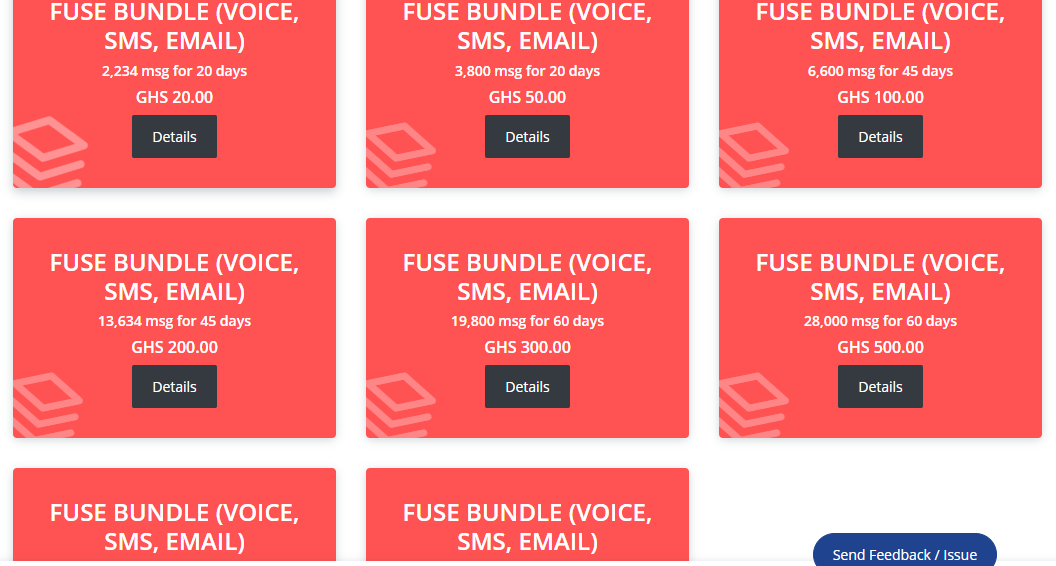 FUSE BUNDLE (VOICE,
SMS, EMAIL)
2,234 msg for 20 days
GHS 20.00
Details
FUSE BUNDLE (VOICE,
SMS, EMAIL)
3,800 msg for 20 days
GHS 50.00
Details
FUSE BUNDLE (VOICE,
SMS, EMAIL)
6,600 msg for 45 days
GHS 100.00
Details
FUSE BUNDLE (VOICE,
SMS, EMAIL)
13,634 msg for 45 days
GHS 200.00
Details
FUSE BUNDLE (VOICE,
SMS, EMAIL)
19,800 msg for 60 days
GHS 300.00
Details
FUSE BUNDLE (VOICE,
SMS, EMAIL)
28,000 msg for 60 days
GHS 500.00
Details
FUSE BUNDLE (VOICE,
SMS, EMAIL)
FUSE BUNDLE (VOICE,
SMS, EMAIL)
Send Feedback / Issue